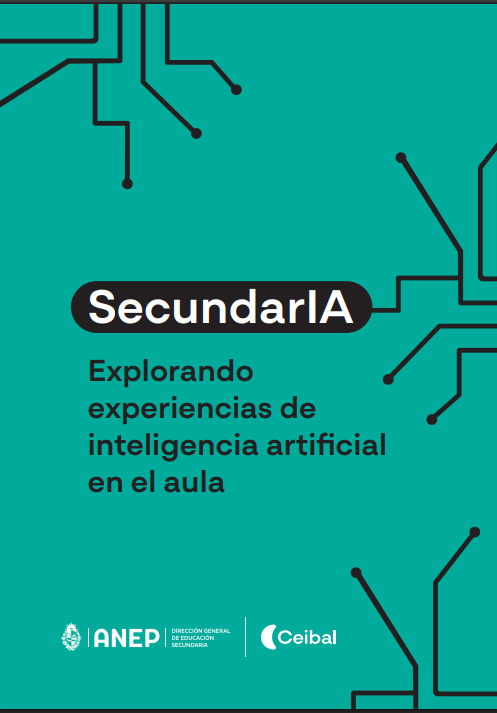 SecundarIA
Explorando
experiencias de
inteligencia artificial
en el aula
ANEP
DIRECCIÓN GENERAL
DE EDUCACIÓN
SECUNDARIA
Ceibal